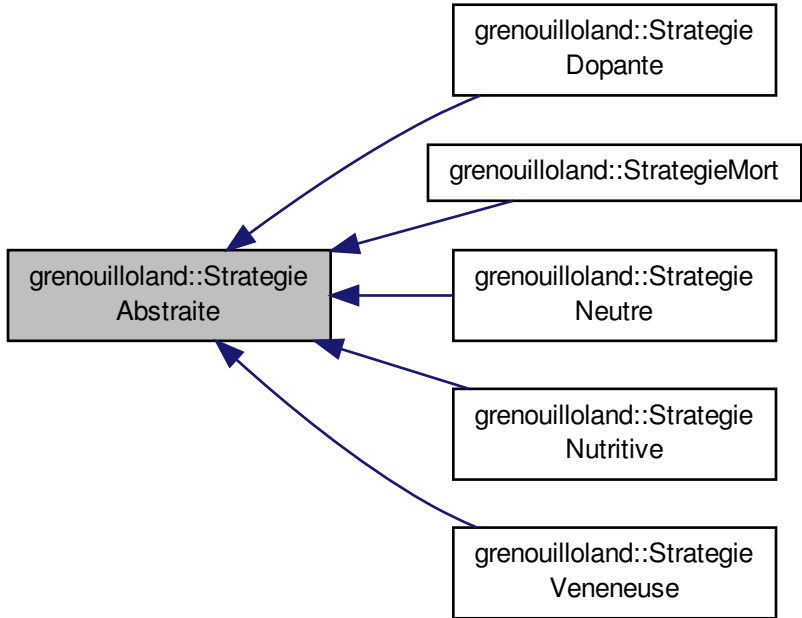 grenouilloland::Strategie
Dopante
grenouilloland::StrategieMort
grenouilloland::Strategie
Abstraite
grenouilloland::Strategie
Neutre
grenouilloland::Strategie
Nutritive
grenouilloland::Strategie
Veneneuse